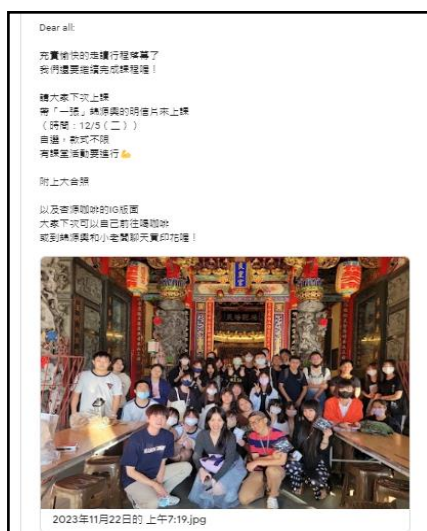 Dear all:
充實愉快的走讀行程落幕了
我們還要繼續完成課程喔！
請大家下次上課
帶「一張」錦源興的明信片來上課
（時間：12/5（二））
自選，款式不限
有課堂活動要進行💪
附上大合照
以及杏源咖啡的IG版面
大家下次可以自己前往喝咖啡
或到錦源興和小老闆聊天買印花喔！
天皇宮
2023年11月22日的 上午7:19.jpg